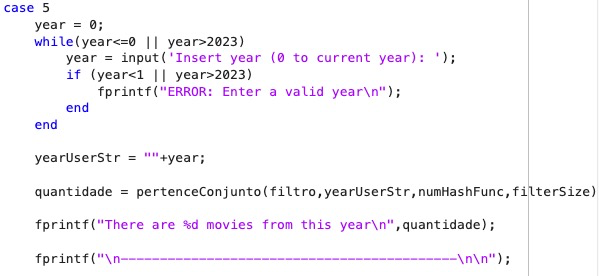 case 5
year = 0;
while(year<=0 || year>2023)
year = input('Insert year (0 to current year): ');
if (year<1 || year>2023)
fprintf("ERROR: Enter a valid year\n");
end
end
yearUserStr = ""+year;
quantidade = pertenceConjunto(filtro,yearUserStr,numHashFunc,filterSize)
fprintf("There are %d movies from this year\n",quantidade);
fprintf("\n-------------------------------------------\n\n");